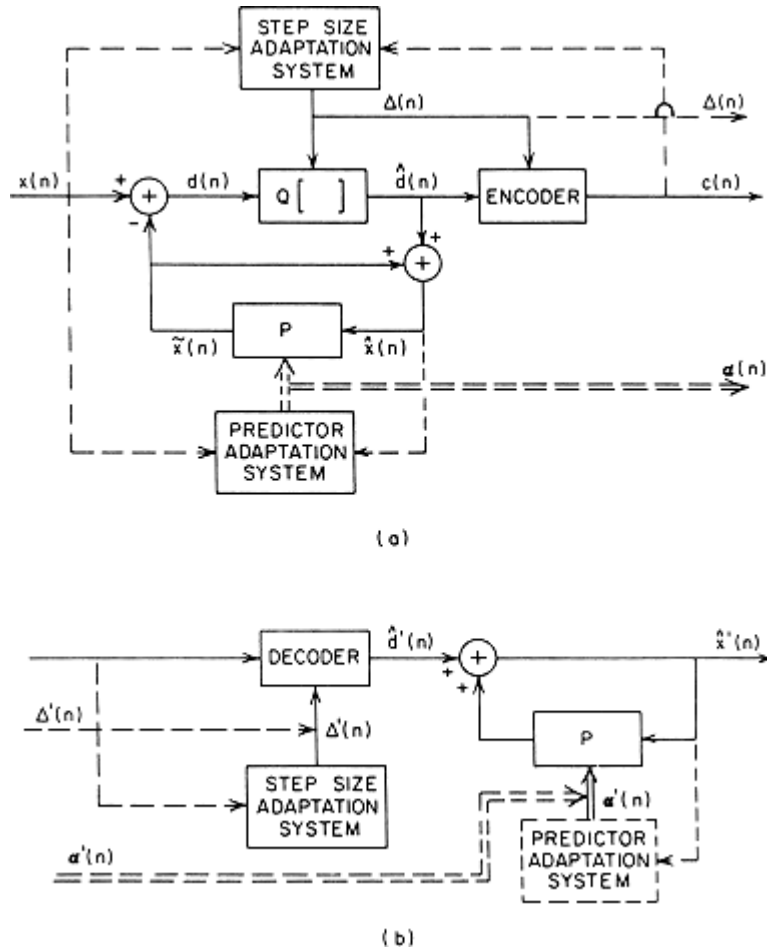 STEP SIZE
ADAPTATION
SYSTEM
Δ(n)
Δ(n)
x(n)
+
+
d(n)
Q[ ]
d̂(n)
ENCODER
c(n)
-
+
+
+
P
x̃(n)
x̂(n)
α(n)
PREDICTOR
ADAPTATION
SYSTEM
(a)
DECODER
d̂'(n)
+
+
+
x̂'(n)
Δ'(n)
Δ'(n)
P
STEP SIZE
ADAPTATION
SYSTEM
α'(n)
α'(n)
PREDICTOR
ADAPTATION
SYSTEM
(b)